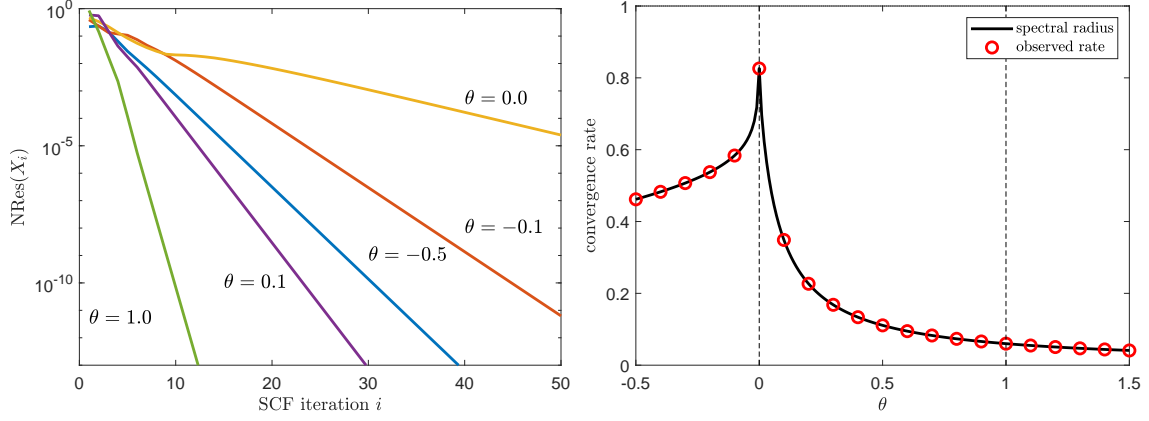 10^0
10^-5
10^-10
NRes(X_i)
θ = 0.0
θ = −0.1
θ = −0.5
θ = 0.1
θ = 1.0
0 10 20 30 40 50
SCF iteration i
1
0.8
0.6
0.4
0.2
0
convergence rate
spectral radius
observed rate
-0.5 0 0.5 1 1.5
θ